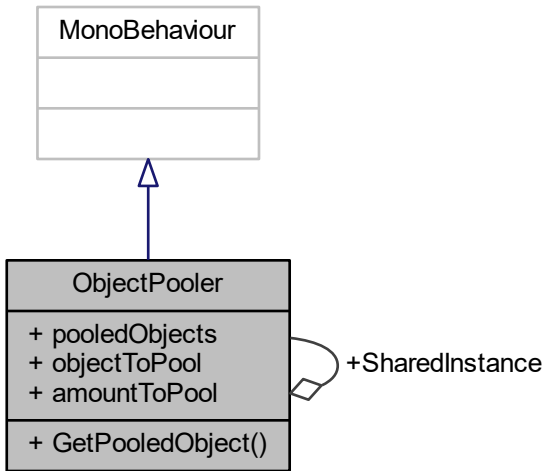 MonoBehaviour
ObjectPooler
+ pooledObjects
+ objectToPool
+ amountToPool
+SharedInstance
+ GetPooledObject()